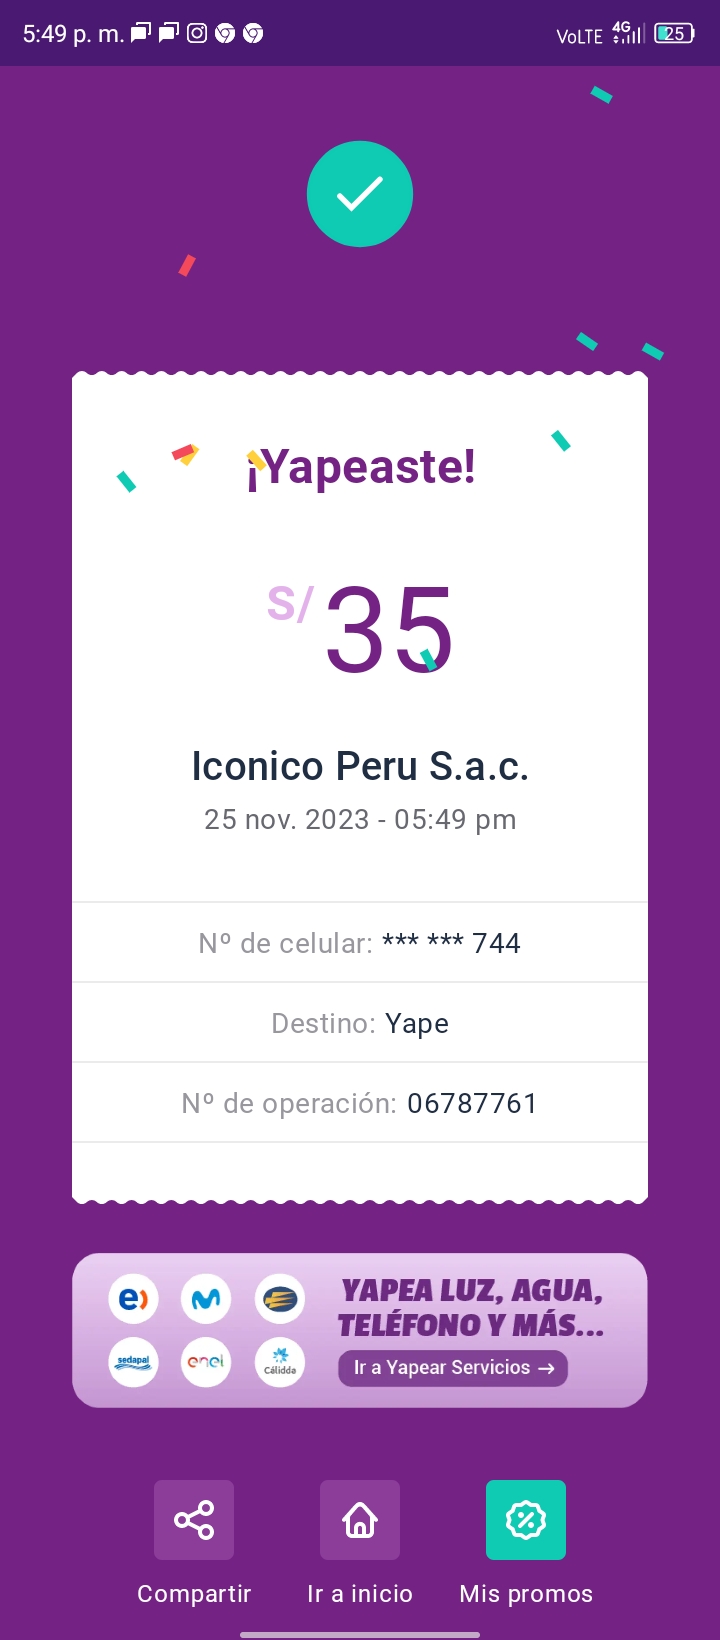 5:49 p. m.
VoLTE 4G 25
¡Yapeaste!
S/ 35
Iconico Peru S.a.c.
25 nov. 2023 - 05:49 pm
Nº de celular: *** *** 744
Destino: Yape
Nº de operación: 06787761
e)
sedapal
enel
Cálidda
YAPEA LUZ, AGUA,
TELÉFONO Y MÁS...
Ir a Yapear Servicios →
Compartir
Ir a inicio
Mis promos